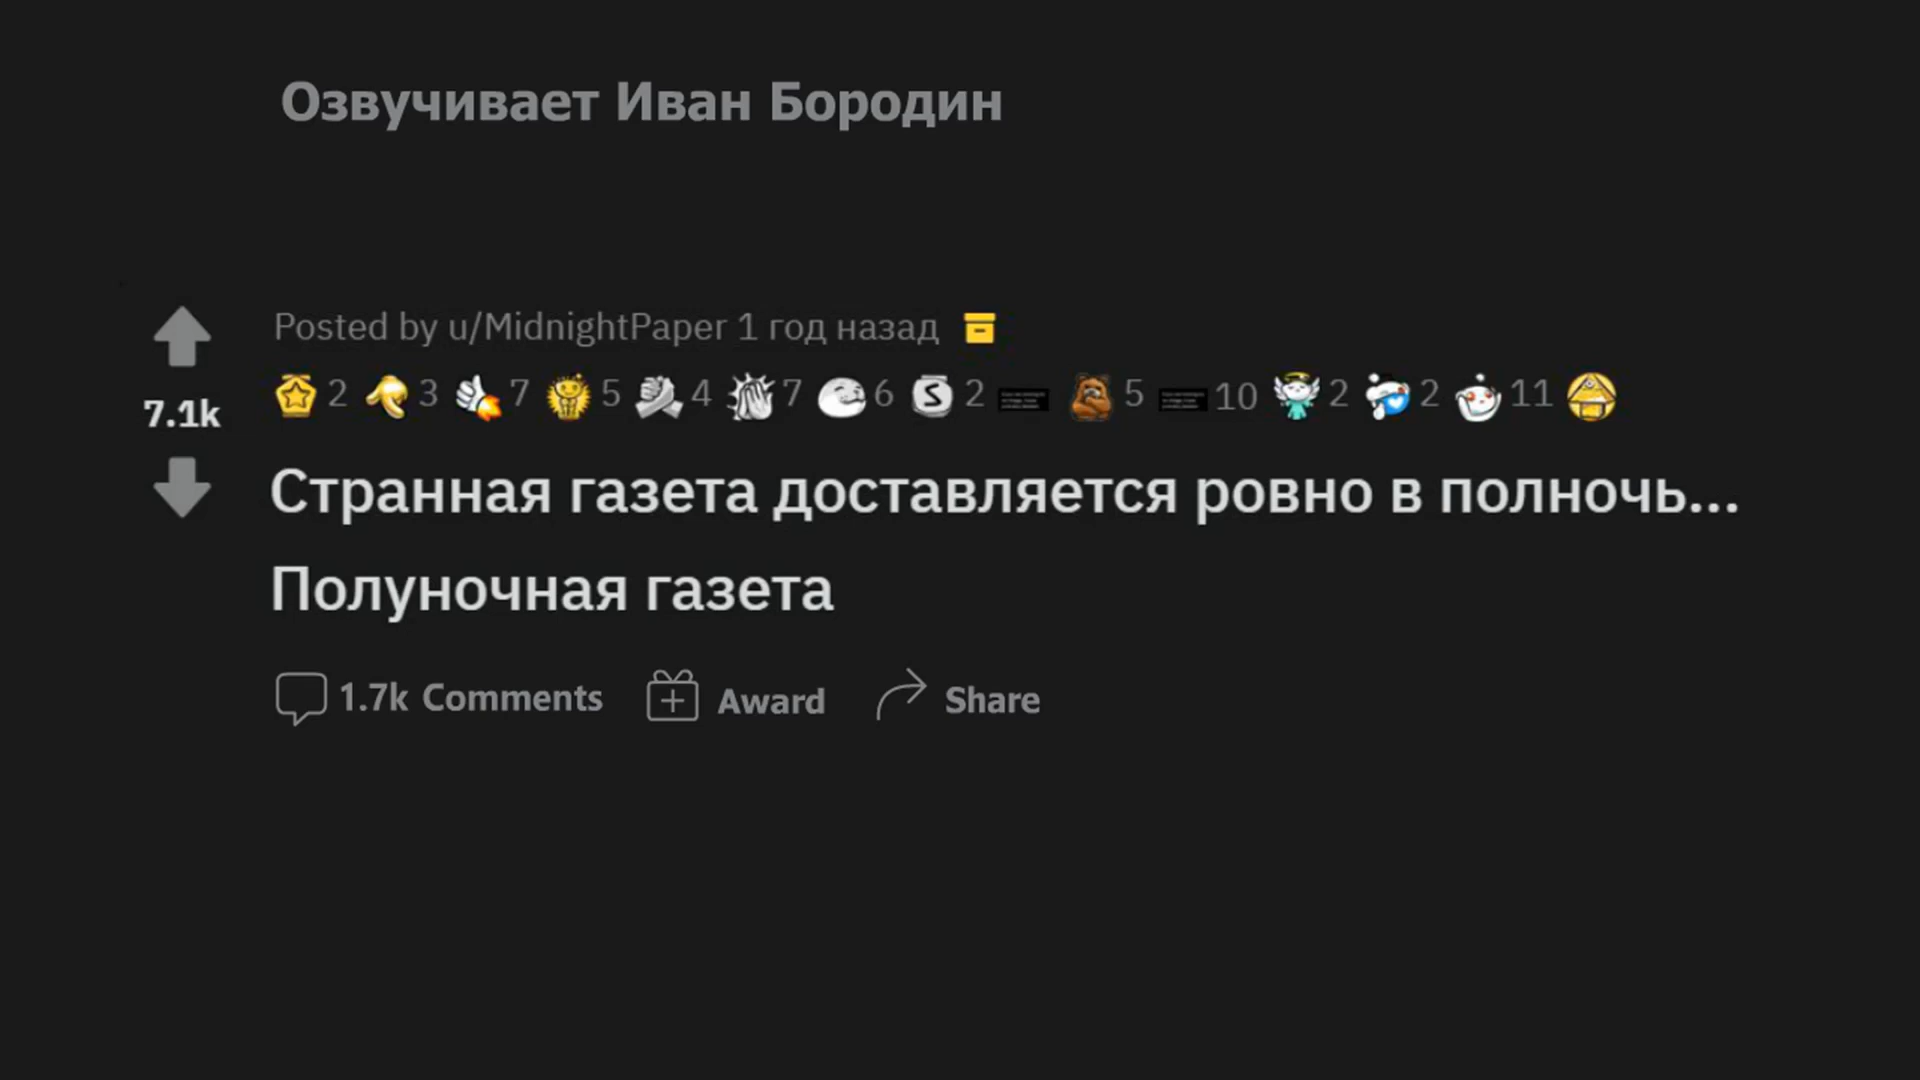 Озвучивает Иван Бородин
Posted by u/MidnightPaper 1 год назад
2 3 7 5 4 7 6 S 2 5 10 2 2 11
7.1k
Странная газета доставляется ровно в полночь...
Полуночная газета
1.7k Comments Award Share